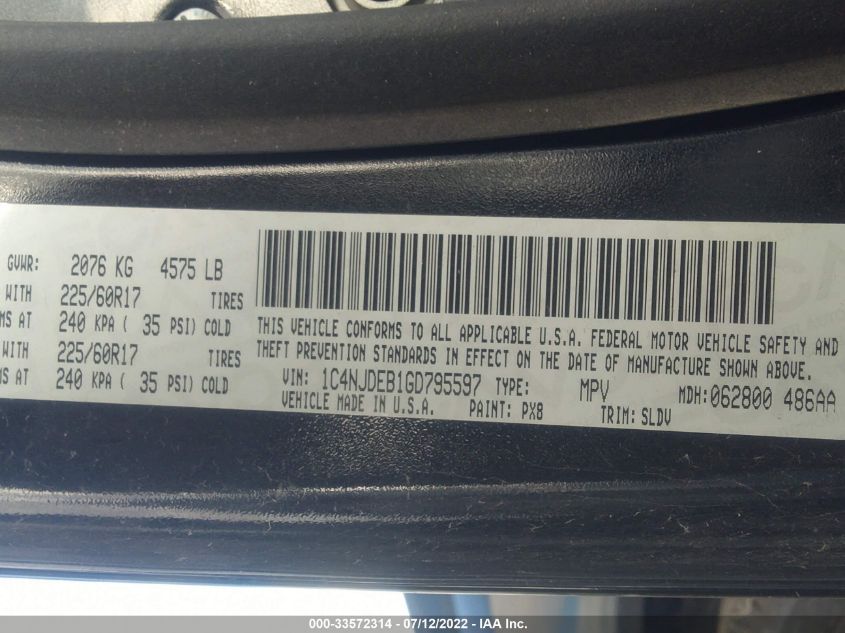 GVWR: 2076 KG 4575 LB
WITH 225/60R17 TIRES
MS AT 240 KPA ( 35 PSI) COLD
WITH 225/60R17 TIRES
MS AT 240 KPA ( 35 PSI) COLD
THIS VEHICLE CONFORMS TO ALL APPLICABLE U.S.A. FEDERAL MOTOR VEHICLE SAFETY AND
THEFT PREVENTION STANDARDS IN EFFECT ON THE DATE OF MANUFACTURE SHOWN ABOVE.
VIN: 1C4NJDEB1GD795597 TYPE: MPV MDH: 062800 486AA
VEHICLE MADE IN U.S.A. PAINT: PX8 TRIM: SLDV
000-33572314 - 07/12/2022 - © IAA Inc.